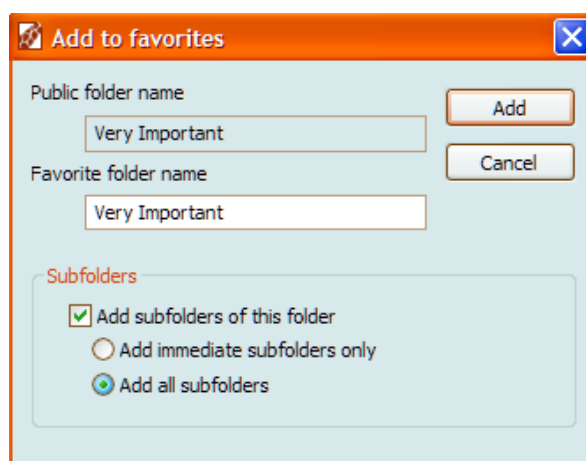 Add to favorites
Public folder name
Add
Very Important
Cancel
Favorite folder name
Very Important
Subfolders
Add subfolders of this folder
Add immediate subfolders only
Add all subfolders